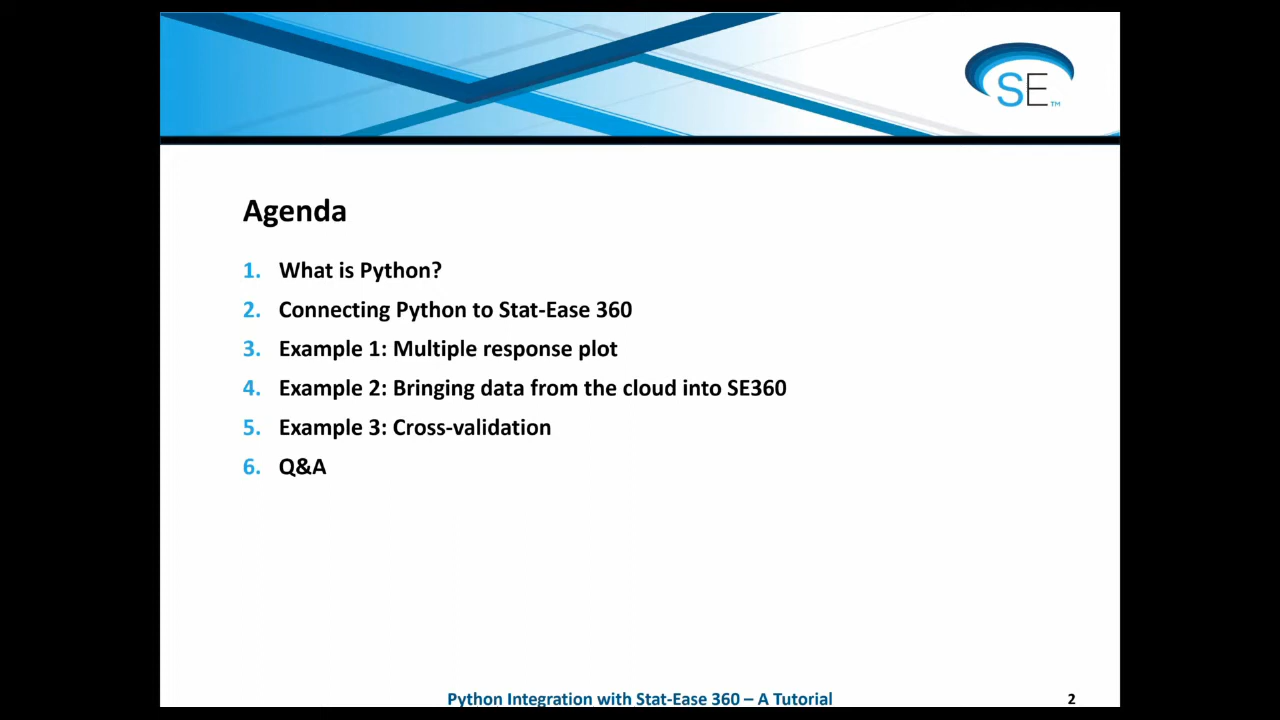 SE™
Agenda
1. What is Python?
2. Connecting Python to Stat-Ease 360
3. Example 1: Multiple response plot
4. Example 2: Bringing data from the cloud into SE360
5. Example 3: Cross-validation
6. Q&A
Python Integration with Stat-Ease 360 – A Tutorial
2